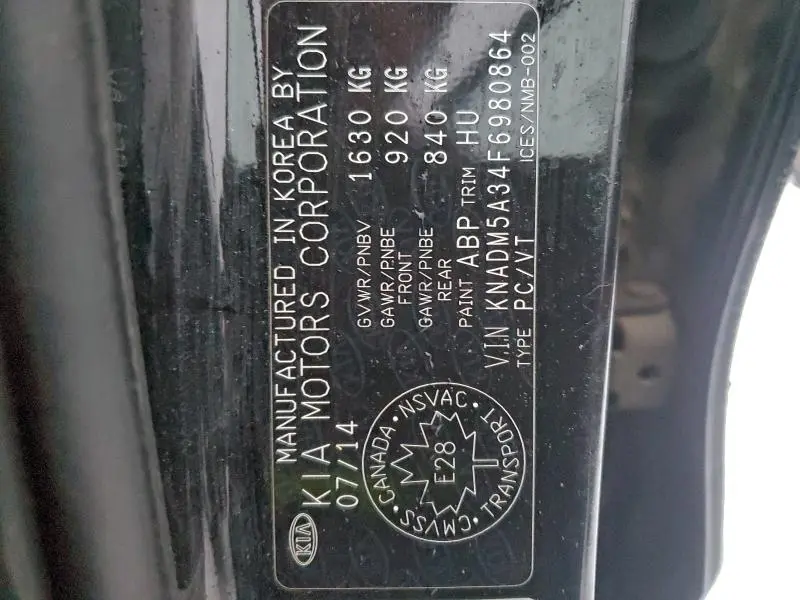 KIA
MANUFACTURED IN KOREA BY
KIA MOTORS CORPORATION
07/14
GVWR/PNBV 1630 KG
GAWR/PNBE FRONT 920 KG
GAWR/PNBE REAR 840 KG
PAINT ABP TRIM HU
V.I.N KNADM5A34F6980864
TYPE PC/VT ICES/NMB-002
CANADA · NSVAC · TRANSPORT · CMVSS ·
E28